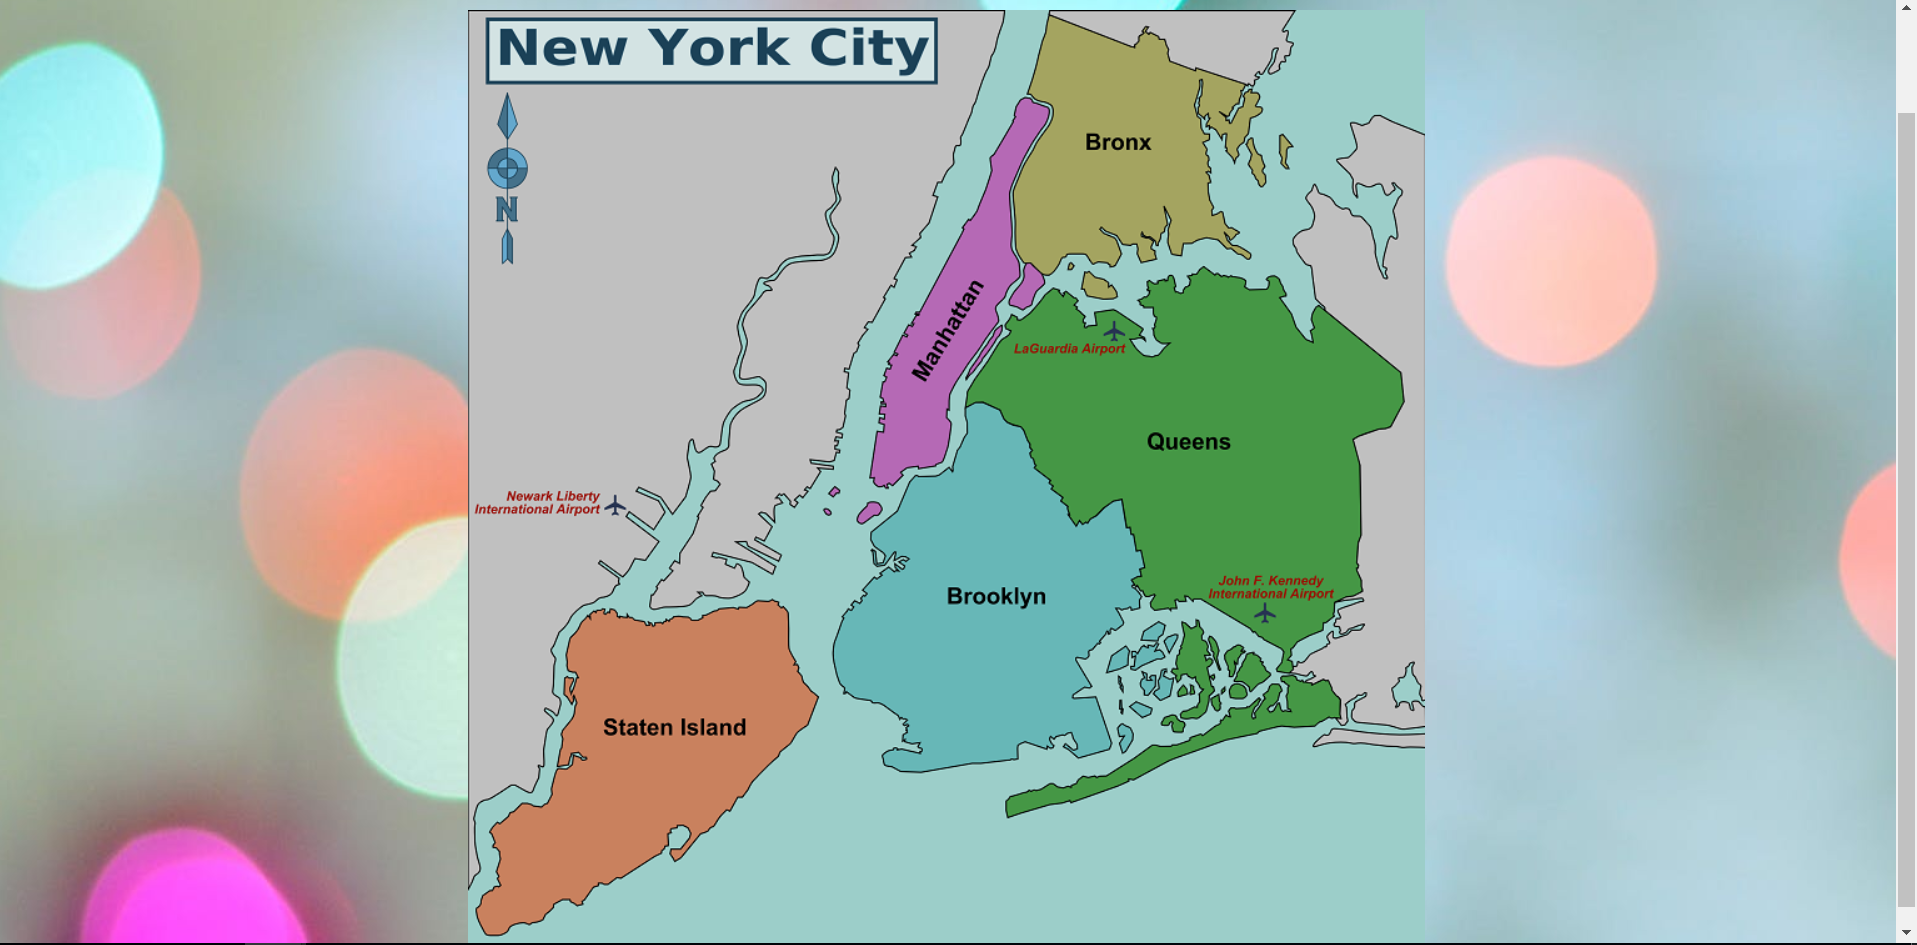 New York City
N
Bronx
Manhattan
LaGuardia Airport
Queens
Newark Liberty
International Airport
John F. Kennedy
International Airport
Brooklyn
Staten Island